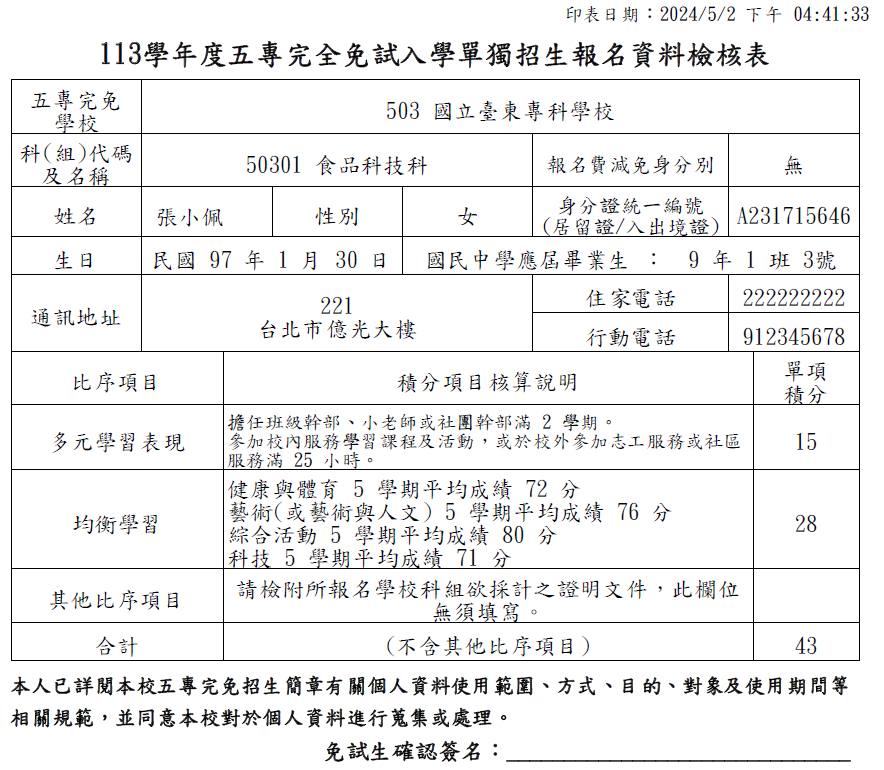 印表日期：2024/5/2 下午 04:41:33
113學年度五專完全免試入學單獨招生報名資料檢核表
五專完免
學校
503 國立臺東專科學校
科(組)代碼
及名稱
50301 食品科技科
報名費減免身分別
無
姓名
張小佩
性別
女
身分證統一編號
(居留證/入出境證)
A231715646
生日
民國 97 年 1 月 30 日
國民中學應屆畢業生 ： 9 年 1 班 3號
通訊地址
221
台北市億光大樓
住家電話
222222222
行動電話
912345678
比序項目
積分項目核算說明
單項
積分
多元學習表現
擔任班級幹部、小老師或社團幹部滿 2 學期。
參加校內服務學習課程及活動，或於校外參加志工服務或社區
服務滿 25 小時。
15
均衡學習
健康與體育 5 學期平均成績 72 分
藝術(或藝術與人文) 5 學期平均成績 76 分
綜合活動 5 學期平均成績 80 分
科技 5 學期平均成績 71 分
28
其他比序項目
請檢附所報名學校科組欲採計之證明文件，此欄位
無須填寫。
合計
(不含其他比序項目)
43
本人已詳閱本校五專完免招生簡章有關個人資料使用範圍、方式、目的、對象及使用期間等
相關規範，並同意本校對於個人資料進行蒐集或處理。
免試生確認簽名：______________________________